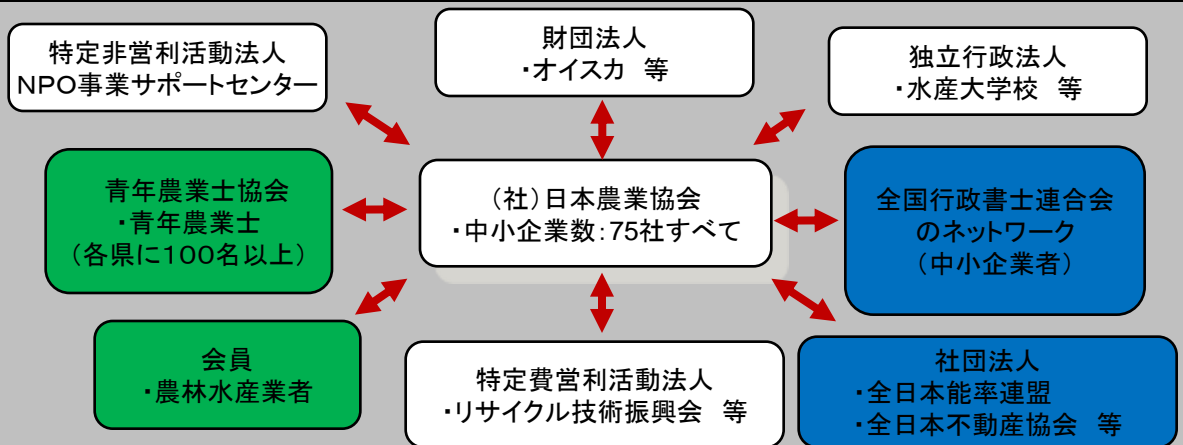 特定非営利活動法人
NPO事業サポートセンター
財団法人
・オイスカ 等
独立行政法人
・水産大学校 等
青年農業士協会
・青年農業士
(各県に100名以上)
(社)日本農業協会
・中小企業数:75社すべて
全国行政書士連合会
のネットワーク
(中小企業者)
会員
・農林水産業者
特定費営利活動法人
・リサイクル技術振興会 等
社団法人
・全日本能率連盟
・全日本不動産協会 等